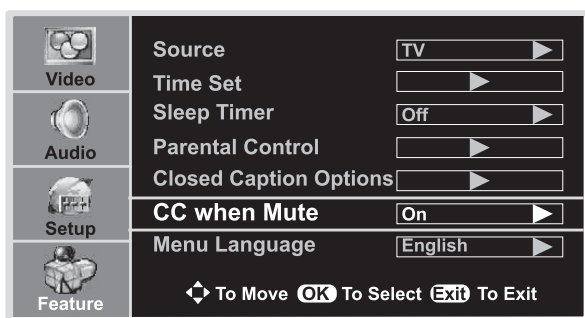 Video
Audio
Setup
Feature
Source TV
Time Set
Sleep Timer Off
Parental Control
Closed Caption Options
CC when Mute On
Menu Language English
To Move OK To Select Exit To Exit